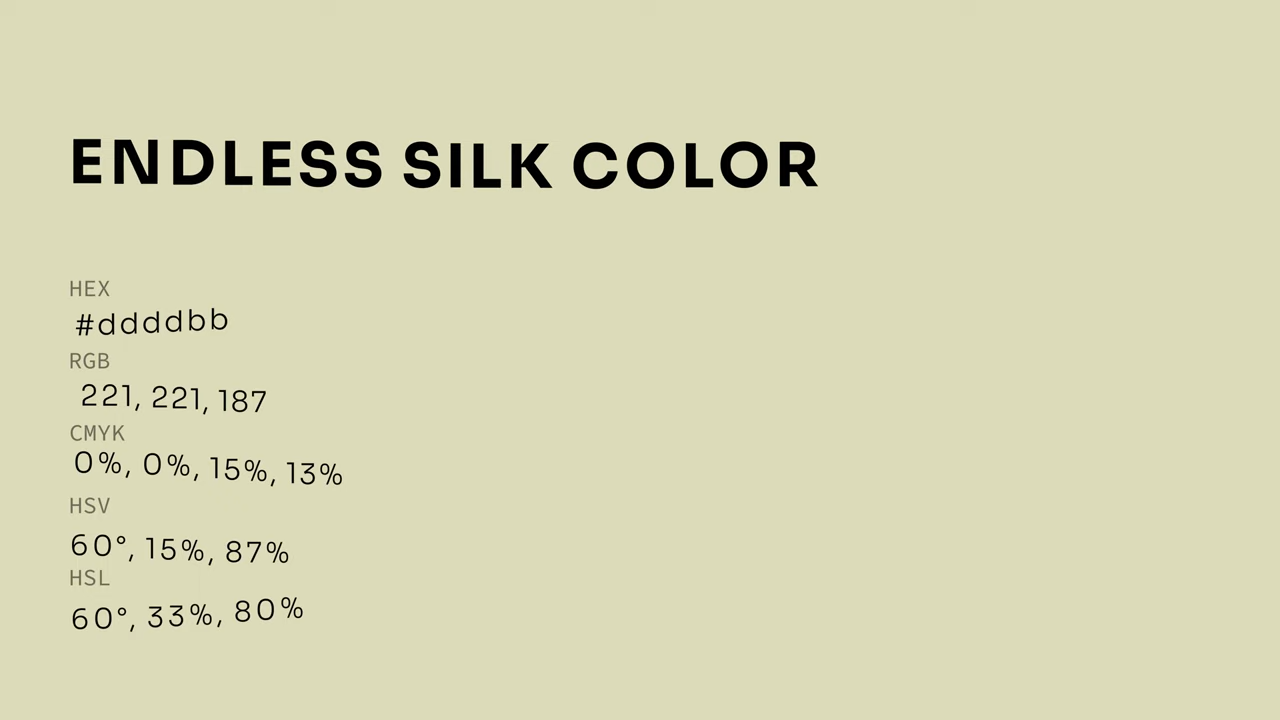 ENDLESS SILK COLOR
HEX
#ddddbb
RGB
221, 221, 187
CMYK
0%, 0%, 15%, 13%
HSV
60°, 15%, 87%
HSL
60°, 33%, 80%